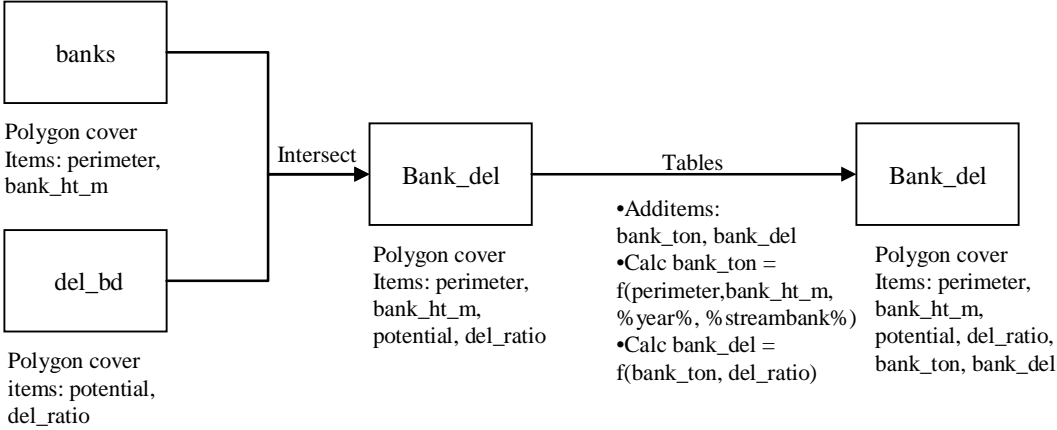 banks
Polygon cover
Items: perimeter,
bank_ht_m
del_bd
Polygon cover
items: potential,
del_ratio
Intersect
Bank_del
Polygon cover
Items: perimeter,
bank_ht_m,
potential, del_ratio
Tables
•Additems:
bank_ton, bank_del
•Calc bank_ton =
f(perimeter,bank_ht_m,
%year%, %streambank%)
•Calc bank_del =
f(bank_ton, del_ratio)
Bank_del
Polygon cover
Items: perimeter,
bank_ht_m,
potential, del_ratio,
bank_ton, bank_del